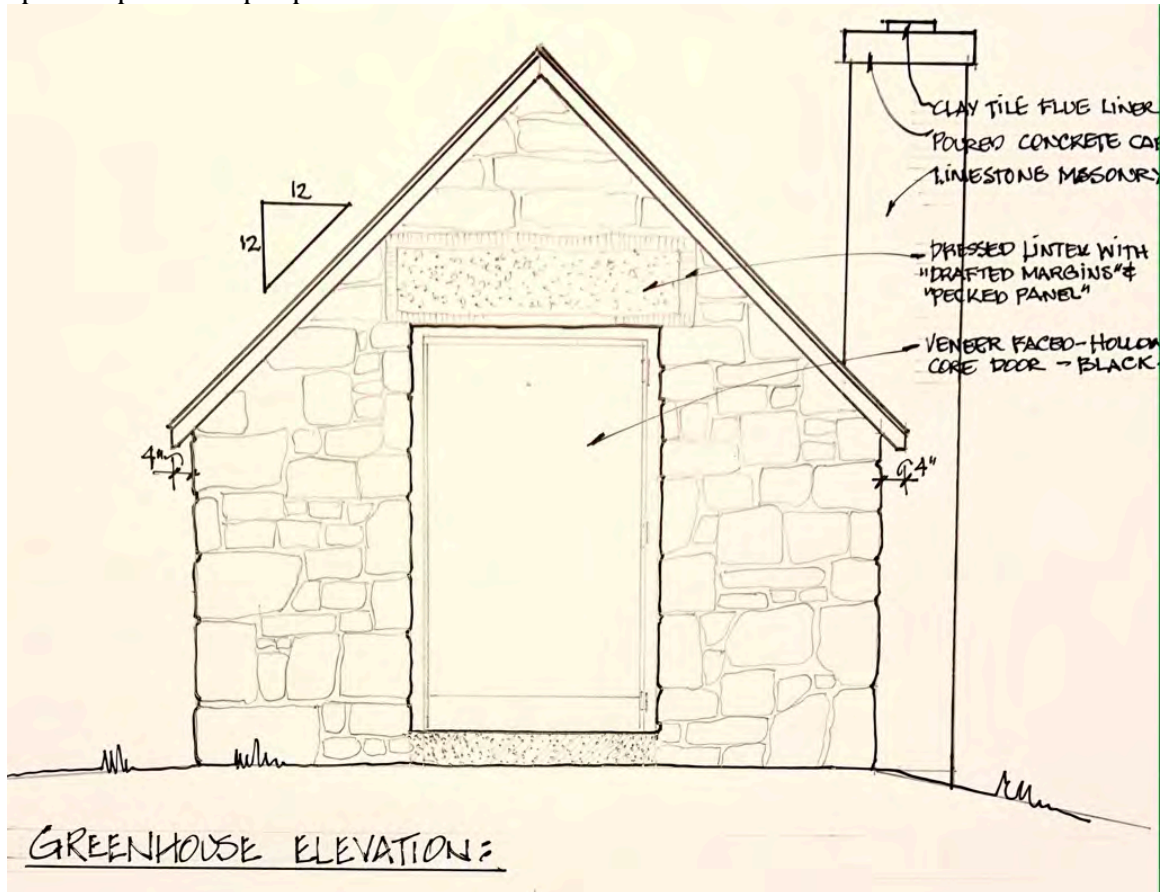 CLAY TILE FLUE LINER
POURED CONCRETE
LIMESTONE MASONRY
12
12
DRESSED LINTEL WITH
"DRAFTED MARGINS" &
"PECKED PANEL"
VENEER FACED-HOLLOW
CORE DOOR - BLACK
4"
4"
GREENHOUSE ELEVATION: